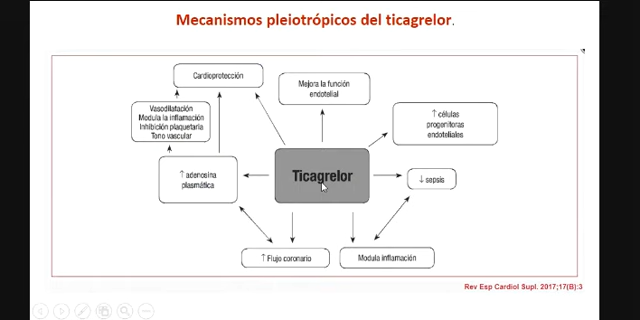 Mecanismos pleiotrópicos del ticagrelor.
Cardioprotección
Mejora la función
endotelial
Vasodilatación
Modula la inflamación
Inhibición plaquetaria
Tono vascular
↑ células
progenitoras
endoteliales
↑ adenosina
plasmática
Ticagrelor
↓ sepsis
↑ Flujo coronario
Modula inflamación
Rev Esp Cardiol Supl. 2017;17(B):3